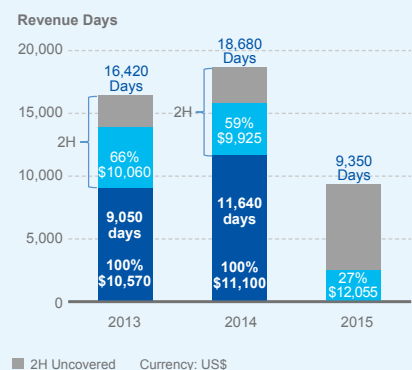 Revenue Days
20,000
15,000
10,000
5,000
0
16,420
Days
2H
66%
$10,060
9,050
days
100%
$10,570
2013
18,680
Days
2H
59%
$9,925
11,640
days
100%
$11,100
2014
9,350
Days
27%
$12,055
2015
2H Uncovered Currency: US$